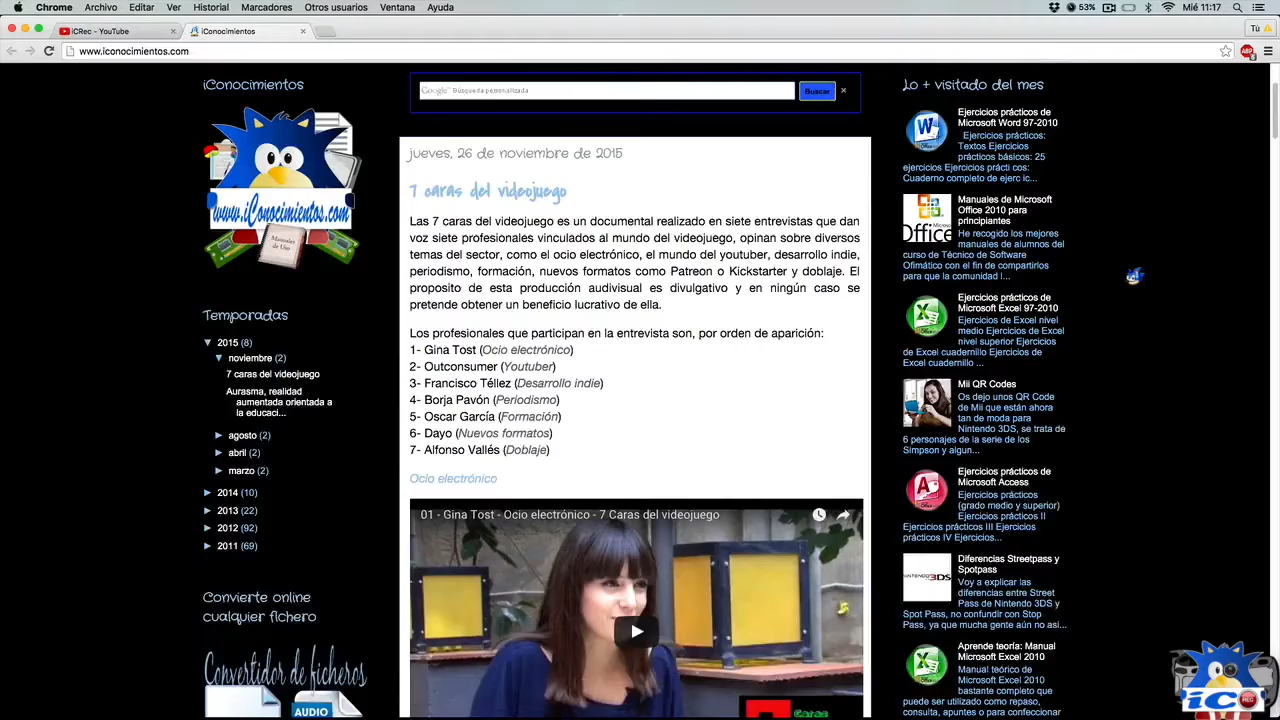 Chrome Archivo Editar Ver Historial Marcadores Otros usuarios Ventana Ayuda
53% Mié 11:17
iCRec - YouTube
iConocimientos
Tú
www.iconocimientos.com
ABP
iConocimientos
www.iConocimientos.com
Manuales de Uso
Temporadas
▼ 2015 (8)
▼ noviembre (2)
7 caras del videojuego
Aurasma, realidad
aumentada orientada a
la educaci...
► agosto (2)
► abril (2)
► marzo (2)
► 2014 (10)
► 2013 (22)
► 2012 (92)
► 2011 (69)
Convierte online
cualquier fichero
Convertidor de ficheros
AUDIO
Google™ Búsqueda personalizada
Buscar
×
jueves, 26 de noviembre de 2015
7 caras del videojuego
Las 7 caras del videojuego es un documental realizado en siete entrevistas que dan
voz siete profesionales vinculados al mundo del videojuego, opinan sobre diversos
temas del sector, como el ocio electrónico, el mundo del youtuber, desarrollo indie,
periodismo, formación, nuevos formatos como Patreon o Kickstarter y doblaje. El
proposito de esta producción audivisual es divulgativo y en ningún caso se
pretende obtener un beneficio lucrativo de ella.
Los profesionales que participan en la entrevista son, por orden de aparición:
1- Gina Tost (Ocio electrónico)
2- Outconsumer (Youtuber)
3- Francisco Téllez (Desarrollo indie)
4- Borja Pavón (Periodismo)
5- Oscar García (Formación)
6- Dayo (Nuevos formatos)
7- Alfonso Vallés (Doblaje)
Ocio electrónico
01 - Gina Tost - Ocio electrónico - 7 Caras del videojuego
Caras
Lo + visitado del mes
Ejercicios prácticos de
Microsoft Word 97-2010
Ejercicios prácticos:
Textos Ejercicios
prácticos básicos: 25
ejercicios Ejercicios prácti cos:
Cuaderno completo de ejerc ic...
Office
Manuales de Microsoft
Office 2010 para
principiantes
He recogido los mejores
manuales de alumnos del
curso de Técnico de Software
Ofimático con el fin de compartirlos
para que la comunidad l...
Ejercicios prácticos de
Microsoft Excel 97-2010
Ejercicios de Excel nivel
medio Ejercicios de Excel
nivel superior Ejercicios
de Excel cuadernillo Ejercicios de
Excel cuadernillo ...
Mii QR Codes
Os dejo unos QR Code
de Mii que están ahora
tan de moda para
Nintendo 3DS, se trata de
6 personajes de la serie de los
Simpson y algun...
Ejercicios prácticos de
Microsoft Access
Ejercicios prácticos
(grado medio y superior)
Ejercicios prácticos II Ejercicios
prácticos III Ejercicios
prácticos IV Ejercicios...
NINTENDO 3DS
Diferencias Streetpass y
Spotpass
Voy a explicar las
diferencias entre Street
Pass de Nintendo 3DS y
Spot Pass, no confundir con Stop
Pass, ya que mucha gente aún no asi...
Aprende teoría: Manual
Microsoft Excel 2010
Manual teórico de
Microsoft Excel 2010
bastante completo que
puede ser utilizado como repaso,
consulta, apuntes o para confeccionar
iC
REC